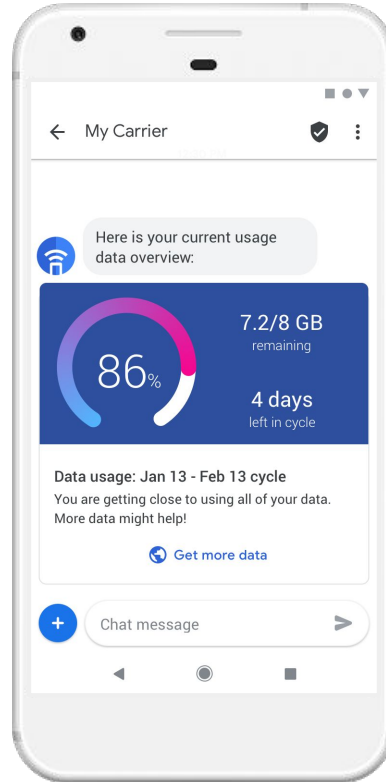 My Carrier
Here is your current usage
data overview:
86%
7.2/8 GB
remaining
4 days
left in cycle
Data usage: Jan 13 - Feb 13 cycle
You are getting close to using all of your data.
More data might help!
Get more data
Chat message